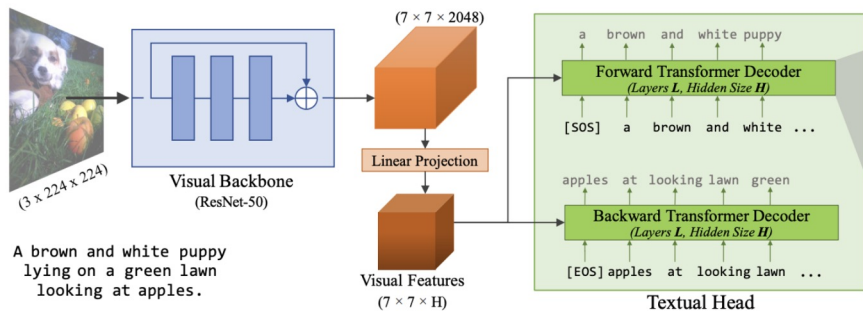 (3 x 224 x 224)
Visual Backbone
(ResNet-50)
A brown and white puppy
lying on a green lawn
looking at apples.
(7 × 7 × 2048)
Linear Projection
Visual Features
(7 × 7 × H)
a brown and white puppy
Forward Transformer Decoder
(Layers L, Hidden Size H)
[SOS] a brown and white ...
apples at looking lawn green
Backward Transformer Decoder
(Layers L, Hidden Size H)
[EOS] apples at looking lawn ...
Textual Head